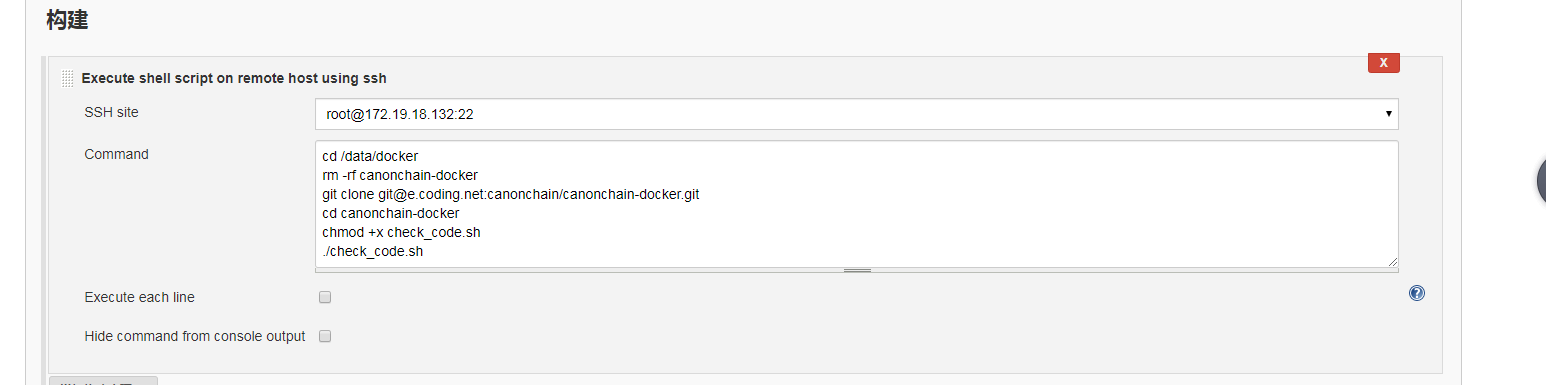 构建
Execute shell script on remote host using ssh
X
SSH site
root@172.19.18.132:22
Command
cd /data/docker
rm -rf canonchain-docker
git clone git@e.coding.net:canonchain/canonchain-docker.git
cd canonchain-docker
chmod +x check_code.sh
./check_code.sh
Execute each line
Hide command from console output